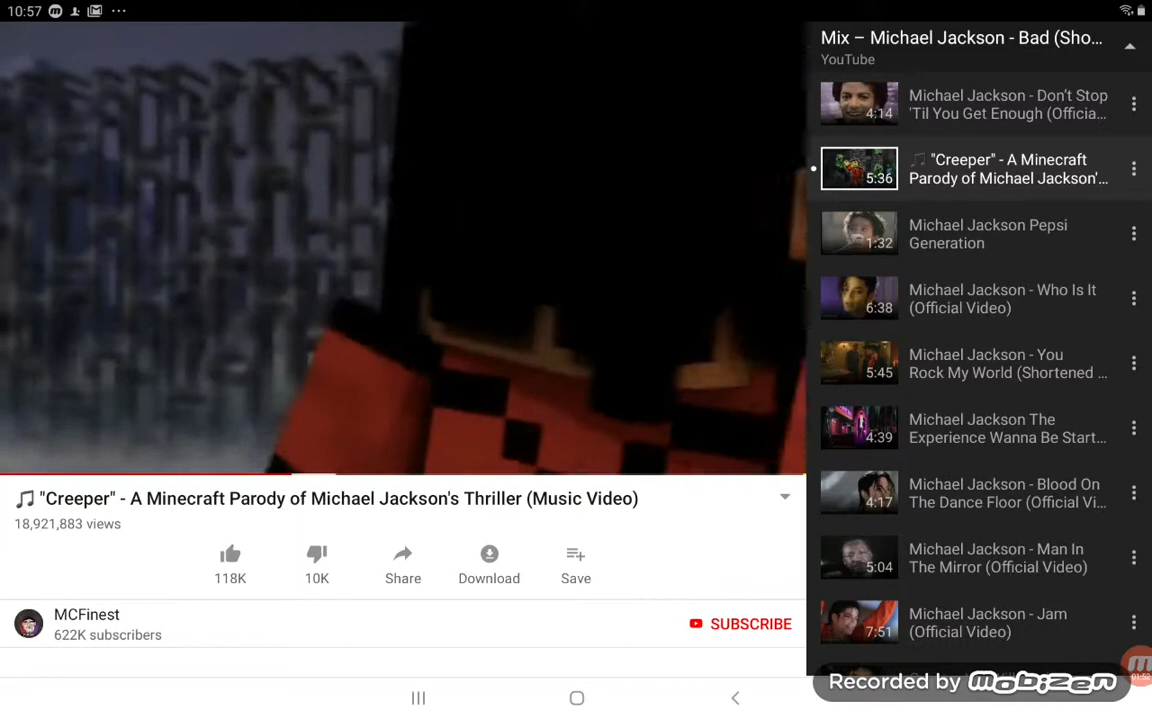 10:57
Mix – Michael Jackson - Bad (Sho...
YouTube
Michael Jackson - Don't Stop
'Til You Get Enough (Officia...
4:14
"Creeper" - A Minecraft
Parody of Michael Jackson'...
5:36
Michael Jackson Pepsi
Generation
1:32
Michael Jackson - Who Is It
(Official Video)
6:38
Michael Jackson - You
Rock My World (Shortened ...
5:45
Michael Jackson The
Experience Wanna Be Start...
4:39
Michael Jackson - Blood On
The Dance Floor (Official Vi...
4:17
Michael Jackson - Man In
The Mirror (Official Video)
5:04
Michael Jackson - Jam
(Official Video)
7:51
"Creeper" - A Minecraft Parody of Michael Jackson's Thriller (Music Video)
18,921,883 views
118K
10K
Share
Download
Save
MCFinest
622K subscribers
SUBSCRIBE
Recorded by mobizen
01:52